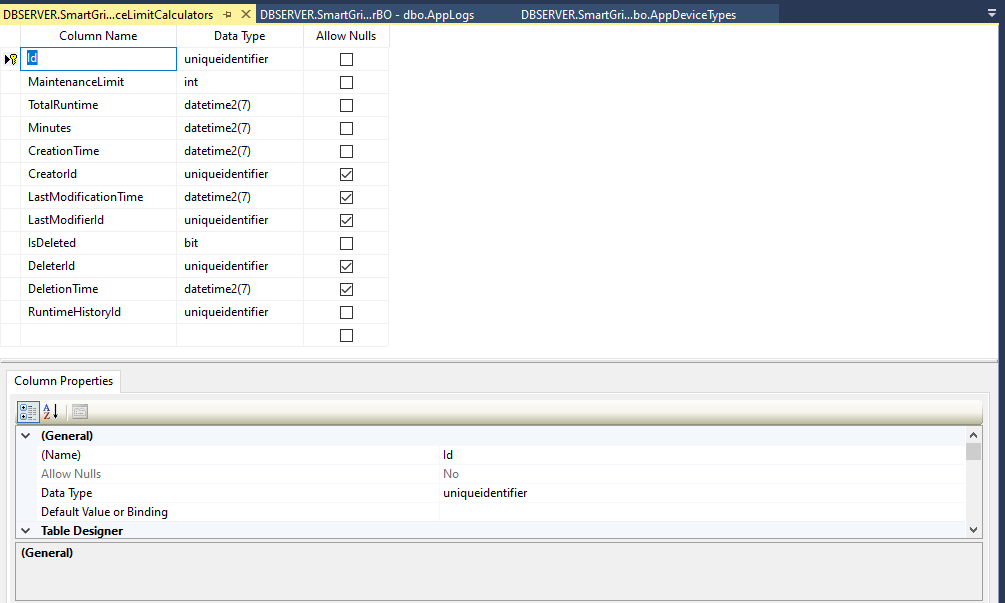 DBSERVER.SmartGri...ceLimitCalculators DBSERVER.SmartGri...rBO - dbo.AppLogs DBSERVER.SmartGri...bo.AppDeviceTypes
Column Name Data Type Allow Nulls
Id uniqueidentifier
MaintenanceLimit int
TotalRuntime datetime2(7)
Minutes datetime2(7)
CreationTime datetime2(7)
CreatorId uniqueidentifier
LastModificationTime datetime2(7)
LastModifierId uniqueidentifier
IsDeleted bit
DeleterId uniqueidentifier
DeletionTime datetime2(7)
RuntimeHistoryId uniqueidentifier
Column Properties
(General)
(Name) Id
Allow Nulls No
Data Type uniqueidentifier
Default Value or Binding
Table Designer
(General)